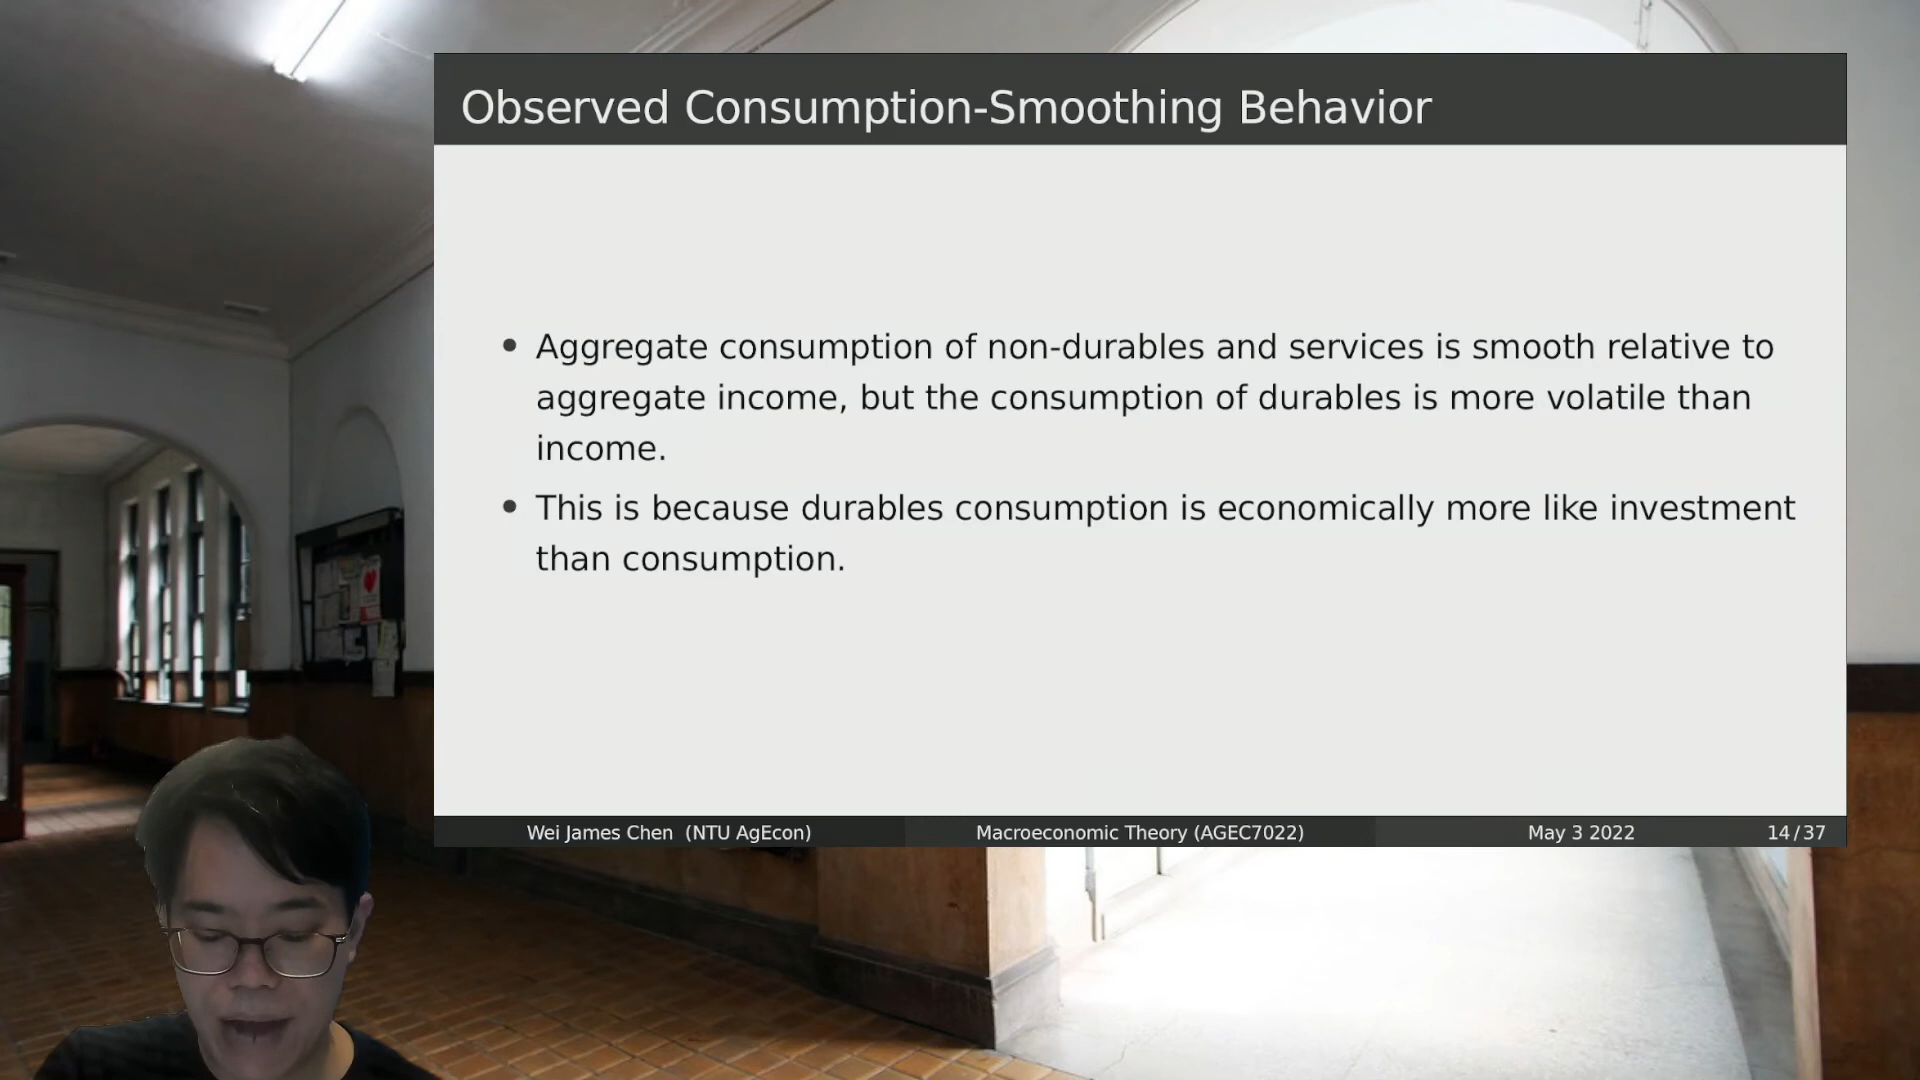 Observed Consumption-Smoothing Behavior
• Aggregate consumption of non-durables and services is smooth relative to
aggregate income, but the consumption of durables is more volatile than
income.
• This is because durables consumption is economically more like investment
than consumption.
Wei James Chen (NTU AgEcon) Macroeconomic Theory (AGEC7022) May 3 2022 14/37